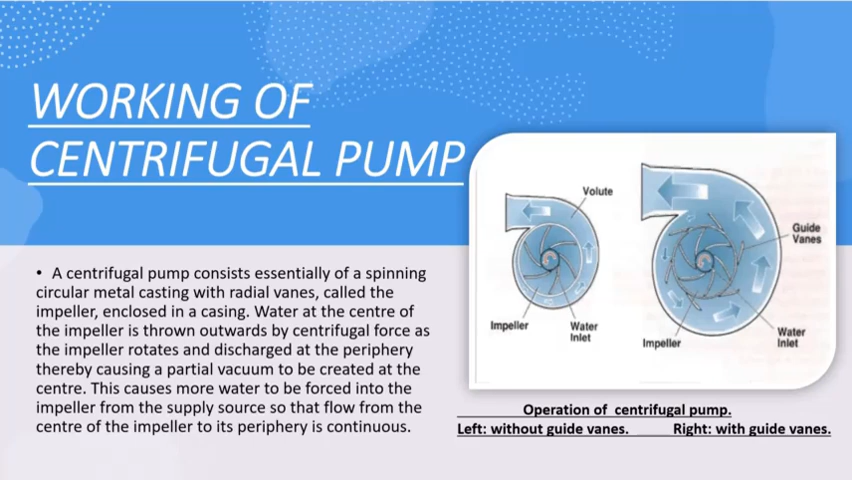 WORKING OF
CENTRIFUGAL PUMP
• A centrifugal pump consists essentially of a spinning
circular metal casting with radial vanes, called the
impeller, enclosed in a casing. Water at the centre of
the impeller is thrown outwards by centrifugal force as
the impeller rotates and discharged at the periphery
thereby causing a partial vacuum to be created at the
centre. This causes more water to be forced into the
impeller from the supply source so that flow from the
centre of the impeller to its periphery is continuous.
Volute
Impeller
Water
Inlet
Guide
Vanes
Impeller
Water
Inlet
Operation of centrifugal pump.
Left: without guide vanes. Right: with guide vanes.